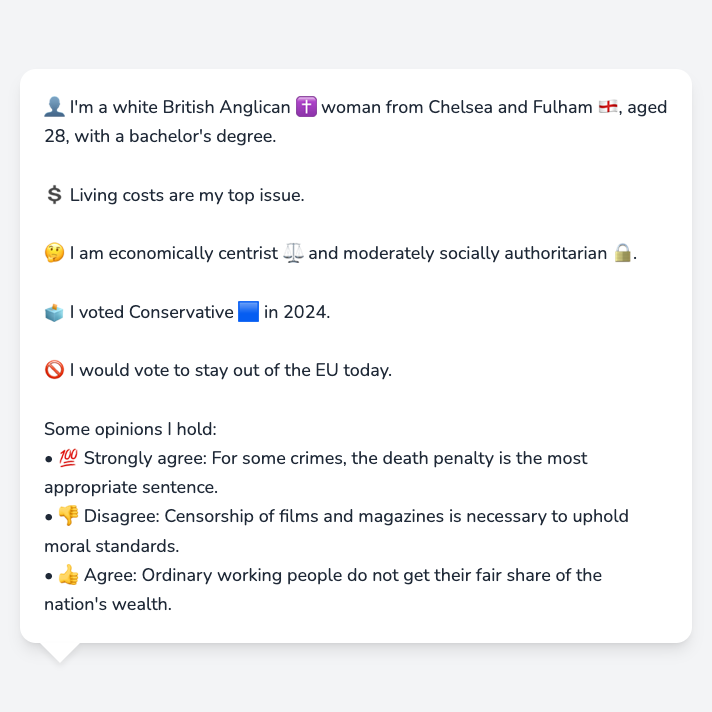 👤 I'm a white British Anglican ✝️ woman from Chelsea and Fulham 🏴󠁧󠁢󠁥󠁮󠁧󠁿, aged
28, with a bachelor's degree.
💲 Living costs are my top issue.
🤔 I am economically centrist ⚖️ and moderately socially authoritarian 🔒.
🗳️ I voted Conservative 🟦 in 2024.
🚫 I would vote to stay out of the EU today.
Some opinions I hold:
• 💯 Strongly agree: For some crimes, the death penalty is the most
appropriate sentence.
• 👎 Disagree: Censorship of films and magazines is necessary to uphold
moral standards.
• 👍 Agree: Ordinary working people do not get their fair share of the
nation's wealth.